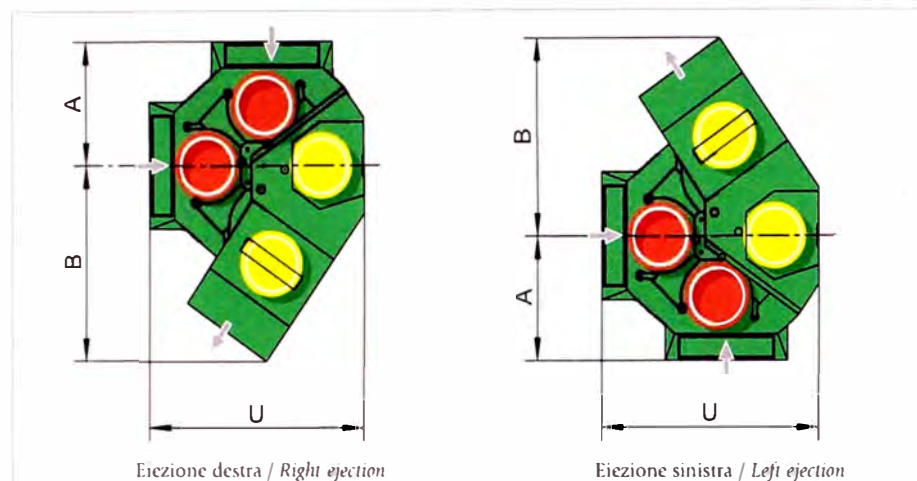 A
B
U
Eiezione destra / Right ejection
B
A
U
Eiezione sinistra / Left ejection